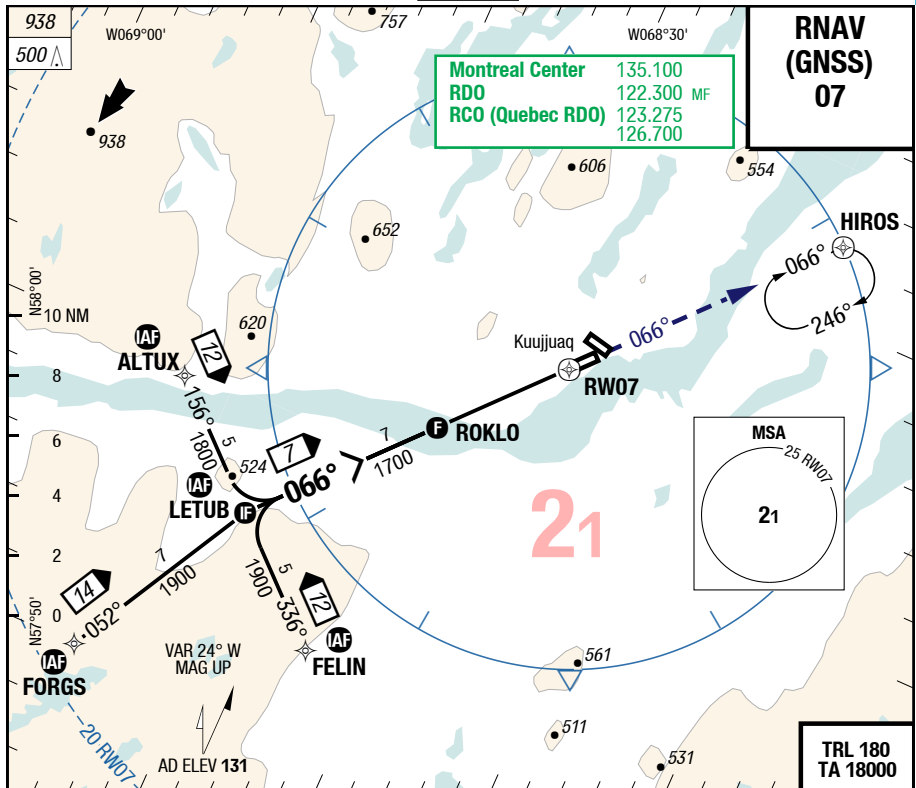 938
500
W069°00'
757
W068°30'
RNAV
(GNSS)
07
Montreal Center 135.100
RDO 122.300 MF
RCO (Quebec RDO) 123.275
126.700
938
606
554
652
HIROS
066°
246°
N58°00'
10 NM
620
IAF
ALTUX
12
Kuujjuaq
066°
RW07
8
156°
5
1800
F
ROKLO
7
1700
6
524
7
066°
IAF
LETUB
IF
4
MSA
25 RW07
21
21
2
7
1900
5
1900
14
12
336°
052°
0
N57°50'
IAF
FORGS
IAF
FELIN
VAR 24° W
MAG UP
561
20 RW07
511
531
AD ELEV 131
TRL 180
TA 18000